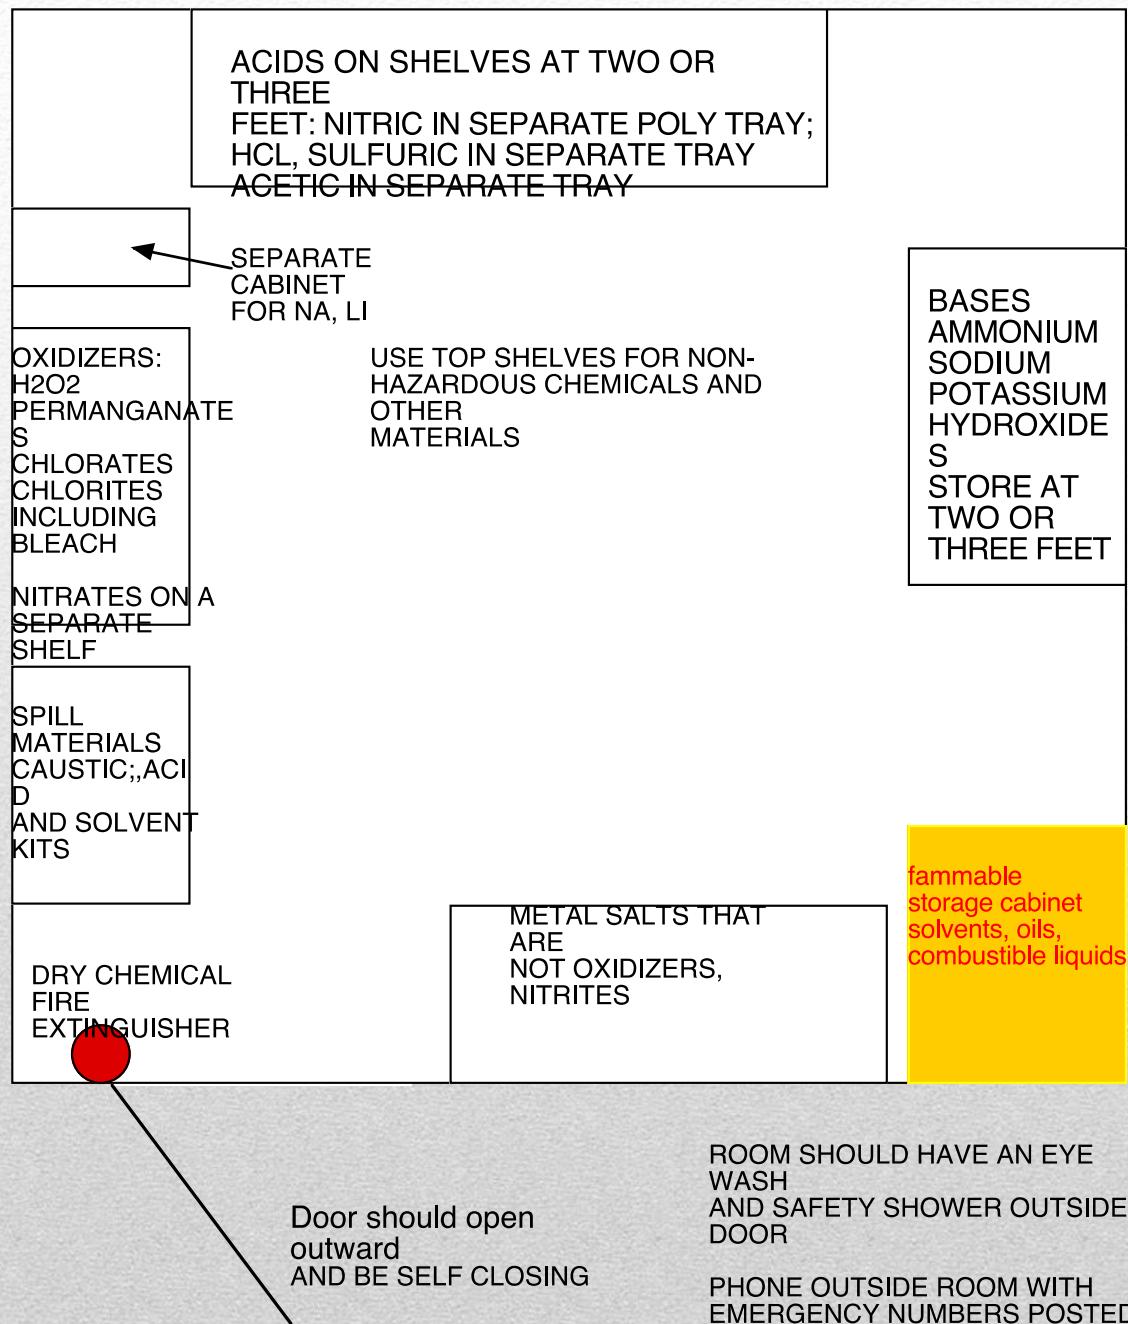 ACIDS ON SHELVES AT TWO OR
THREE
FEET: NITRIC IN SEPARATE POLY TRAY;
HCL, SULFURIC IN SEPARATE TRAY
ACETIC IN SEPARATE TRAY
SEPARATE
CABINET
FOR NA, LI
OXIDIZERS:
H2O2
PERMANGANATE
S
CHLORATES
CHLORITES
INCLUDING
BLEACH
NITRATES ON A
SEPARATE
SHELF
USE TOP SHELVES FOR NON-
HAZARDOUS CHEMICALS AND
OTHER
MATERIALS
BASES
AMMONIUM
SODIUM
POTASSIUM
HYDROXIDE
S
STORE AT
TWO OR
THREE FEET
SPILL
MATERIALS
CAUSTIC;,ACI
D
AND SOLVENT
KITS
fammable
storage cabinet
solvents, oils,
combustible liquids
METAL SALTS THAT
ARE
NOT OXIDIZERS,
NITRITES
DRY CHEMICAL
FIRE
EXTINGUISHER
Door should open
outward
AND BE SELF CLOSING
ROOM SHOULD HAVE AN EYE
WASH
AND SAFETY SHOWER OUTSIDE
DOOR
PHONE OUTSIDE ROOM WITH
EMERGENCY NUMBERS POSTED